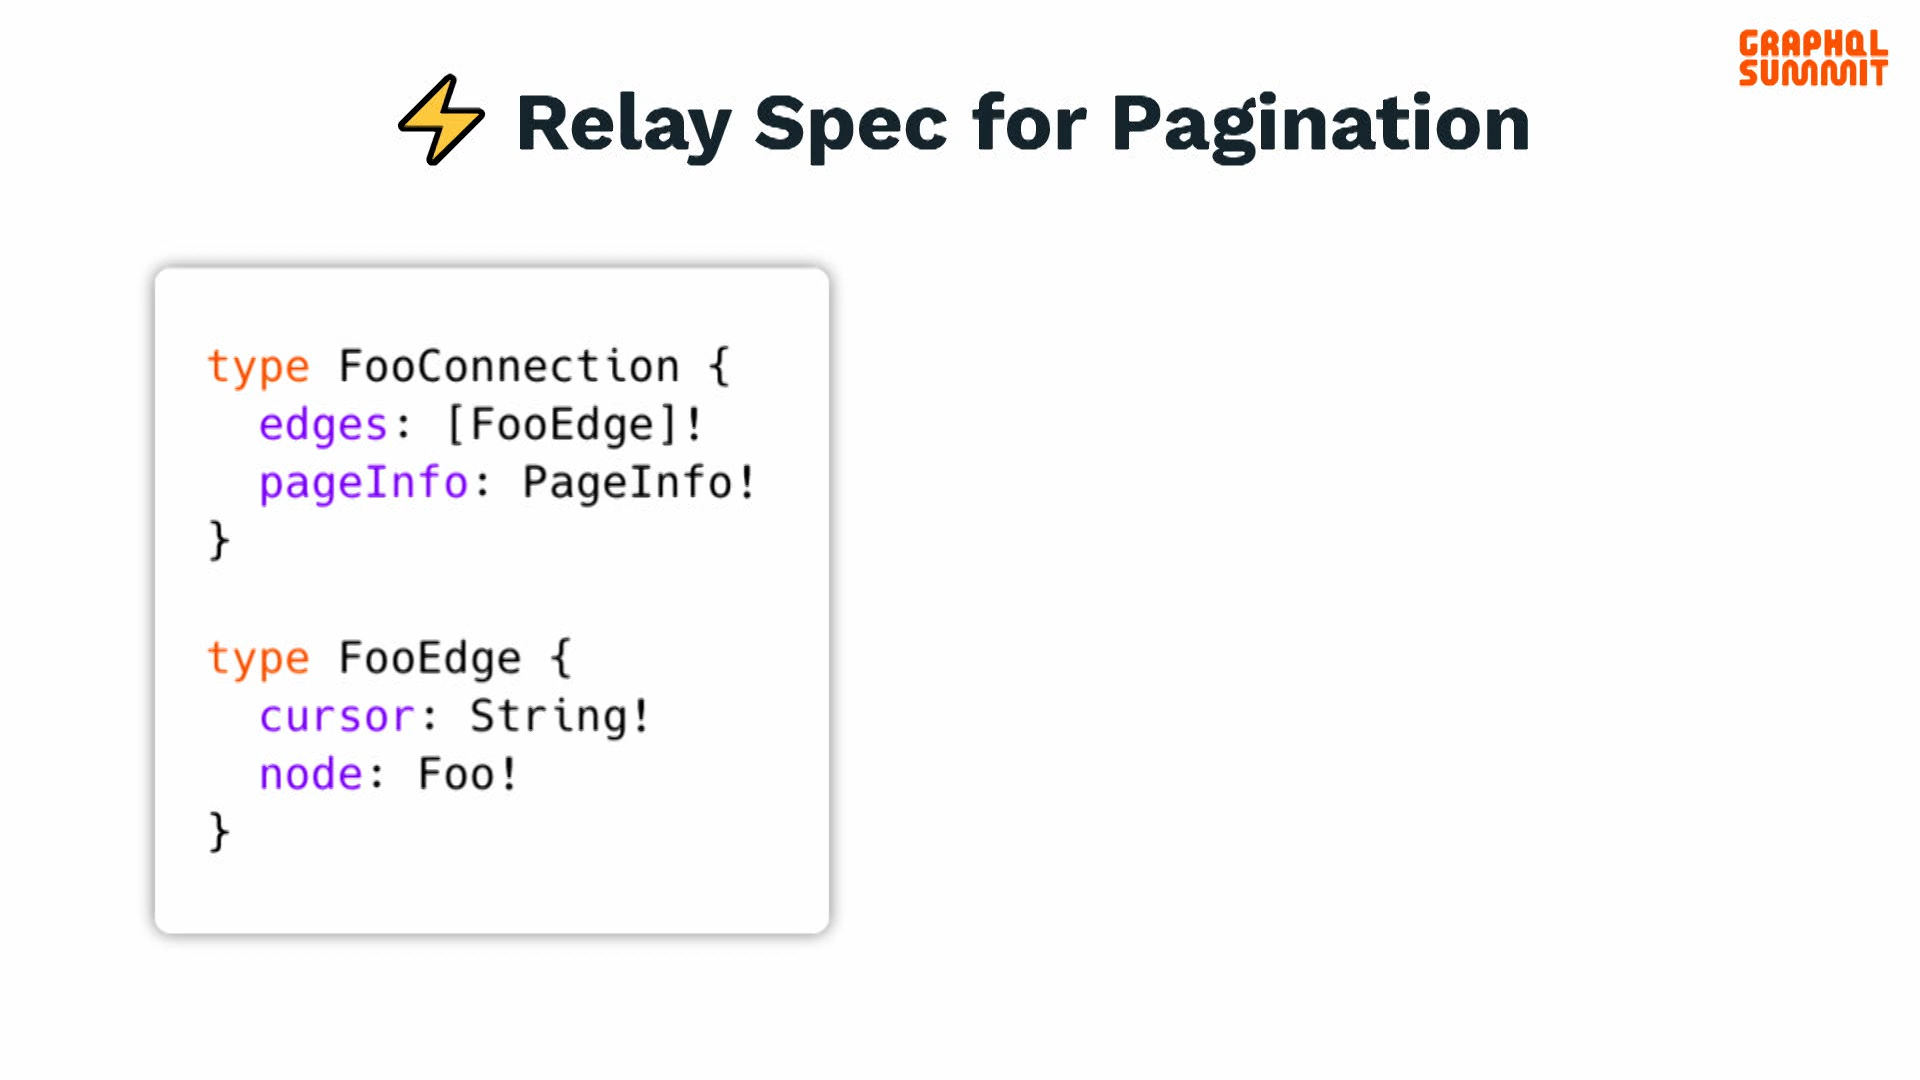 GRAPHQL
SUMMIT
⚡ Relay Spec for Pagination
type FooConnection {
  edges: [FooEdge]!
  pageInfo: PageInfo!
}

type FooEdge {
  cursor: String!
  node: Foo!
}